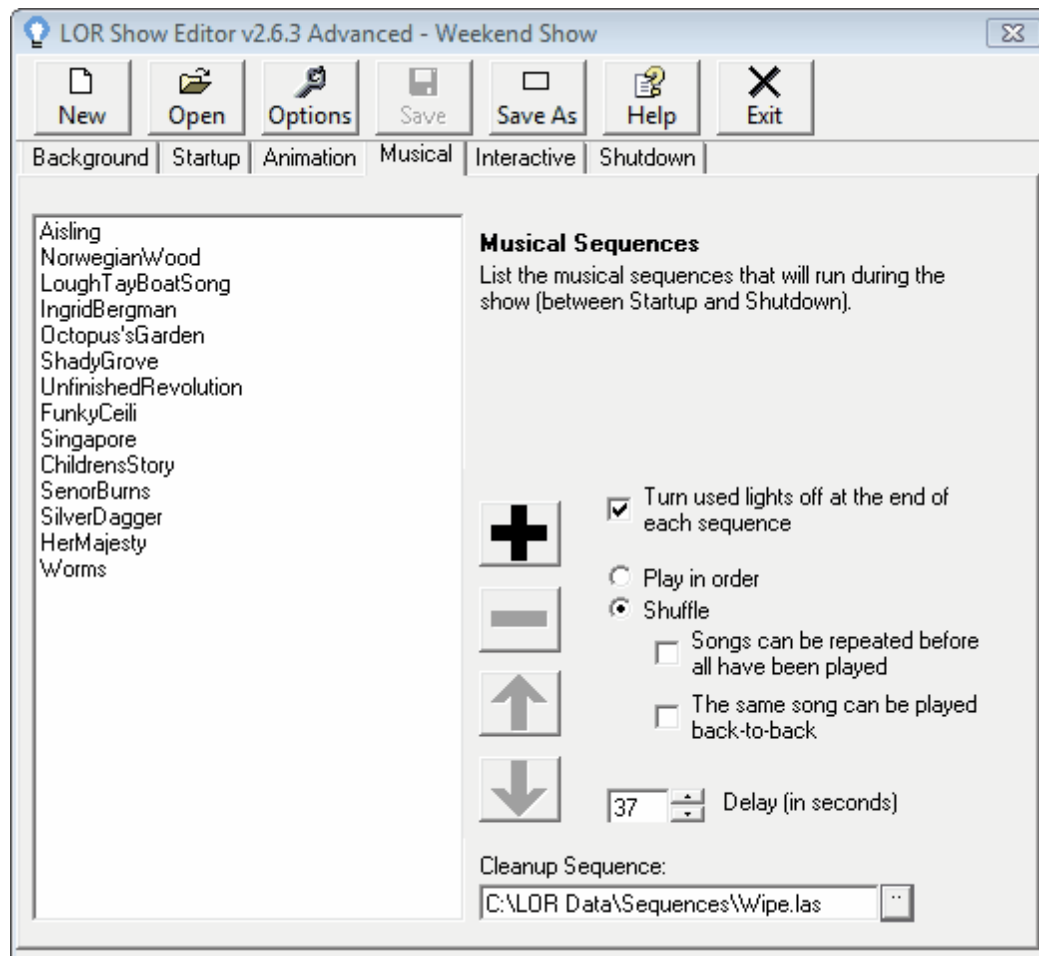 LOR Show Editor v2.6.3 Advanced - Weekend Show
New Open Options Save Save As Help Exit
Background Startup Animation Musical Interactive Shutdown
Aisling
NorwegianWood
LoughTayBoatSong
IngridBergman
Octopus'sGarden
ShadyGrove
UnfinishedRevolution
FunkyCeili
Singapore
ChildrensStory
SenorBurns
SilverDagger
HerMajesty
Worms
Musical Sequences
List the musical sequences that will run during the
show (between Startup and Shutdown).
Turn used lights off at the end of
each sequence
Play in order
Shuffle
Songs can be repeated before
all have been played
The same song can be played
back-to-back
37 Delay (in seconds)
Cleanup Sequence:
C:\LOR Data\Sequences\Wipe.las ..